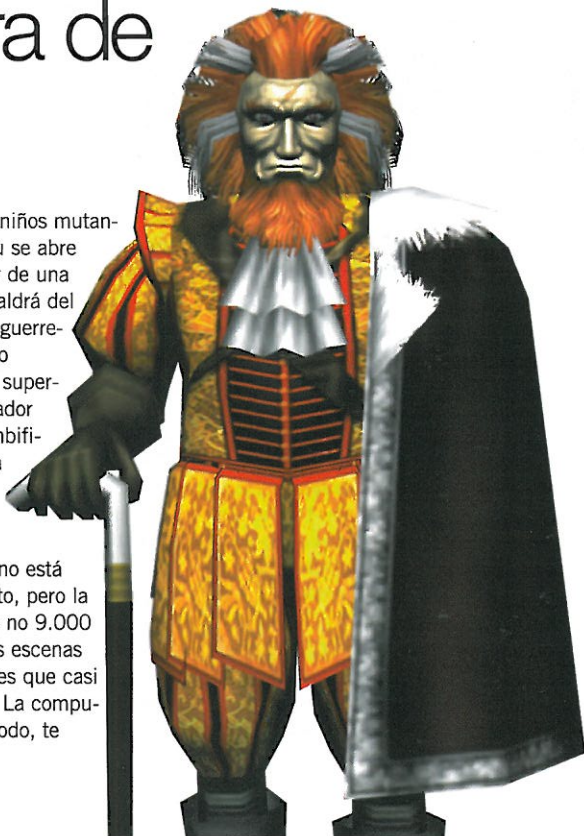 ra de
niños mutan-
u se abre
r de una
aldrá del
guerre-
o
super-
ador
nbifi-
a
no está
to, pero la
no 9.000
s escenas
es que casi
La compu-
odo, te